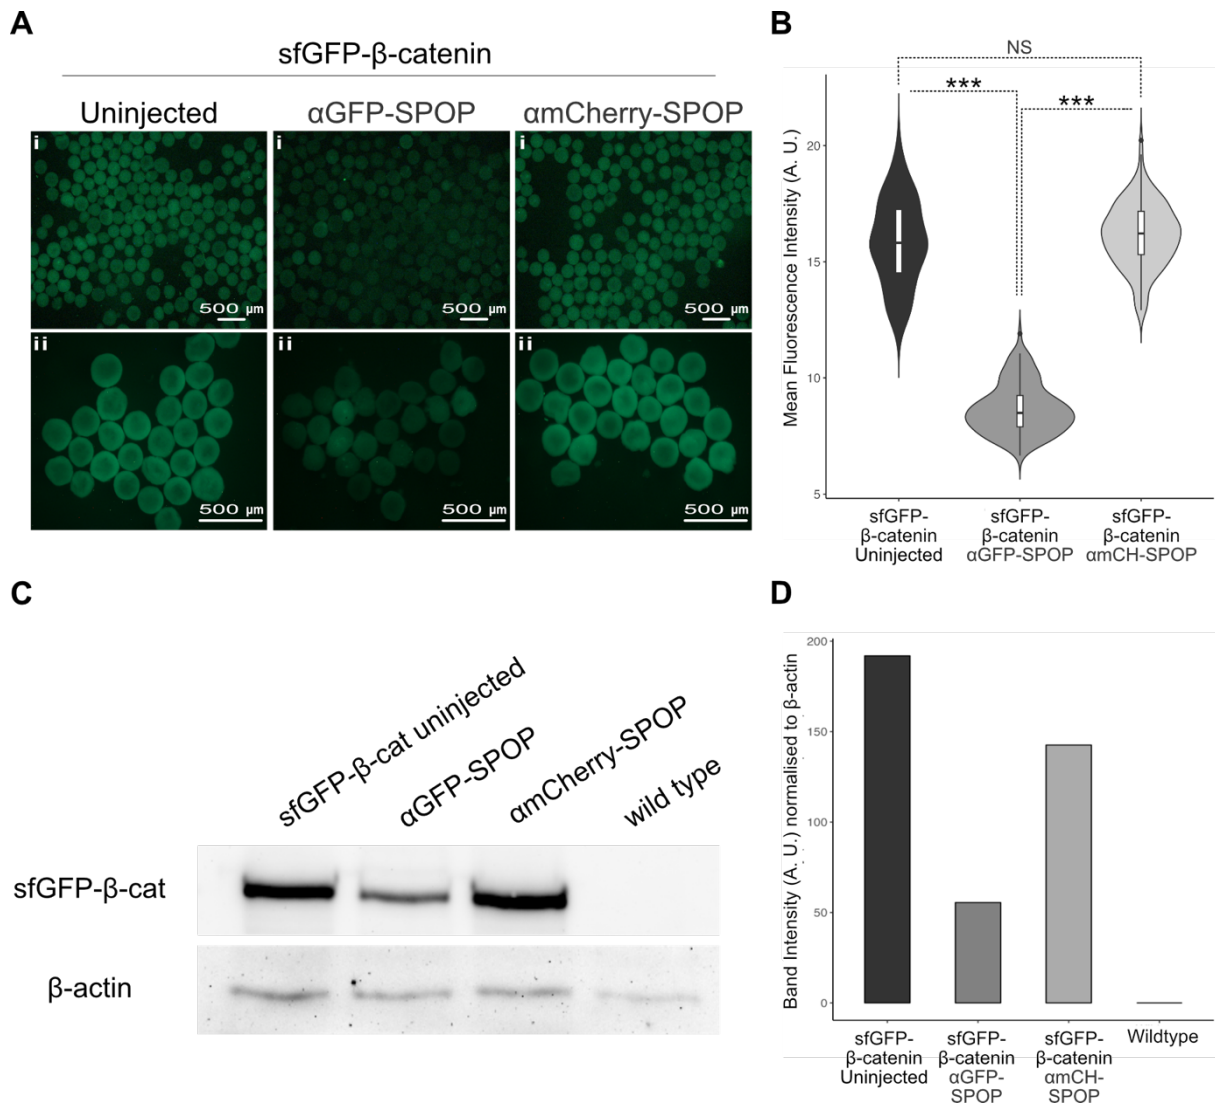 A
sfGFP-β-catenin
Uninjected
αGFP-SPOP
αmCherry-SPOP
i
500 µm
i
500 µm
i
500 µm
ii
500 µm
ii
500 µm
ii
500 µm
B
NS
***
***
Mean Fluorescence Intensity (A. U.)
20
15
10
5
sfGFP-
β-catenin
Uninjected
sfGFP-
β-catenin
αGFP-SPOP
sfGFP-
β-catenin
αmCH-SPOP
C
sfGFP-β-cat uninjected
αGFP-SPOP
αmCherry-SPOP
wild type
sfGFP-β-cat
β-actin
D
Band Intensity (A. U.) normalised to β-actin
200
150
100
50
0
sfGFP-
β-catenin
Uninjected
sfGFP-
β-catenin
αGFP-
SPOP
sfGFP-
β-catenin
αmCH-
SPOP
Wildtype